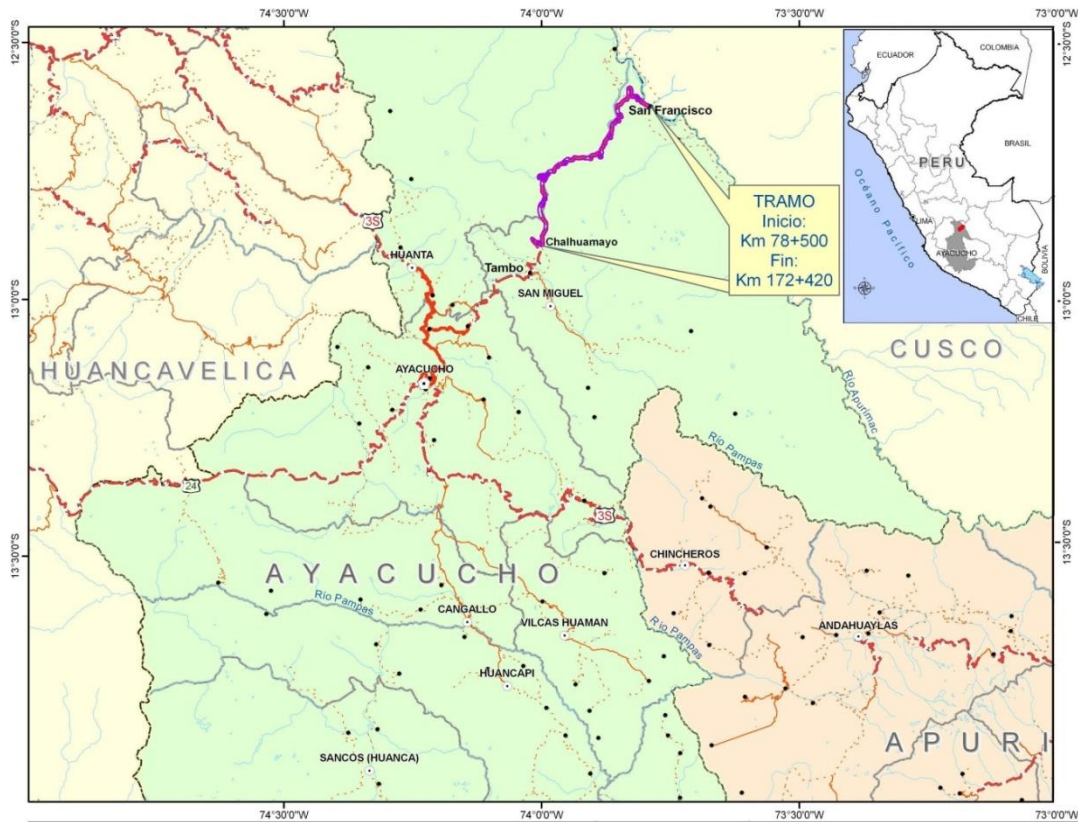 74°30'0"W
74°0'0"W
73°30'0"W
73°0'0"W
12°30'0"S
12°30'0"S
ECUADOR
COLOMBIA
San Francisco
BRASIL
PERU
Océano Pacífico
LIMA
AYACUCHO
BOLIVIA
CHILE
TRAMO
Inicio:
Km 78+500
Fin:
Km 172+420
3S
HUANTA
Chalhuamayo
Tambo
SAN MIGUEL
13°0'0"S
13°0'0"S
CUSCO
HUANCAVELICA
AYACUCHO
Río Apurimac
Río Pampas
24
3S
13°30'0"S
13°30'0"S
CHINCHEROS
AYACUCHO
Río Pampas
CANGALLO
VILCAS HUAMAN
Río Pampas
ANDAHUAYLAS
HUANCAPI
SANCOS (HUANCA)
APURI
74°30'0"W
74°0'0"W
73°30'0"W
73°0'0"W